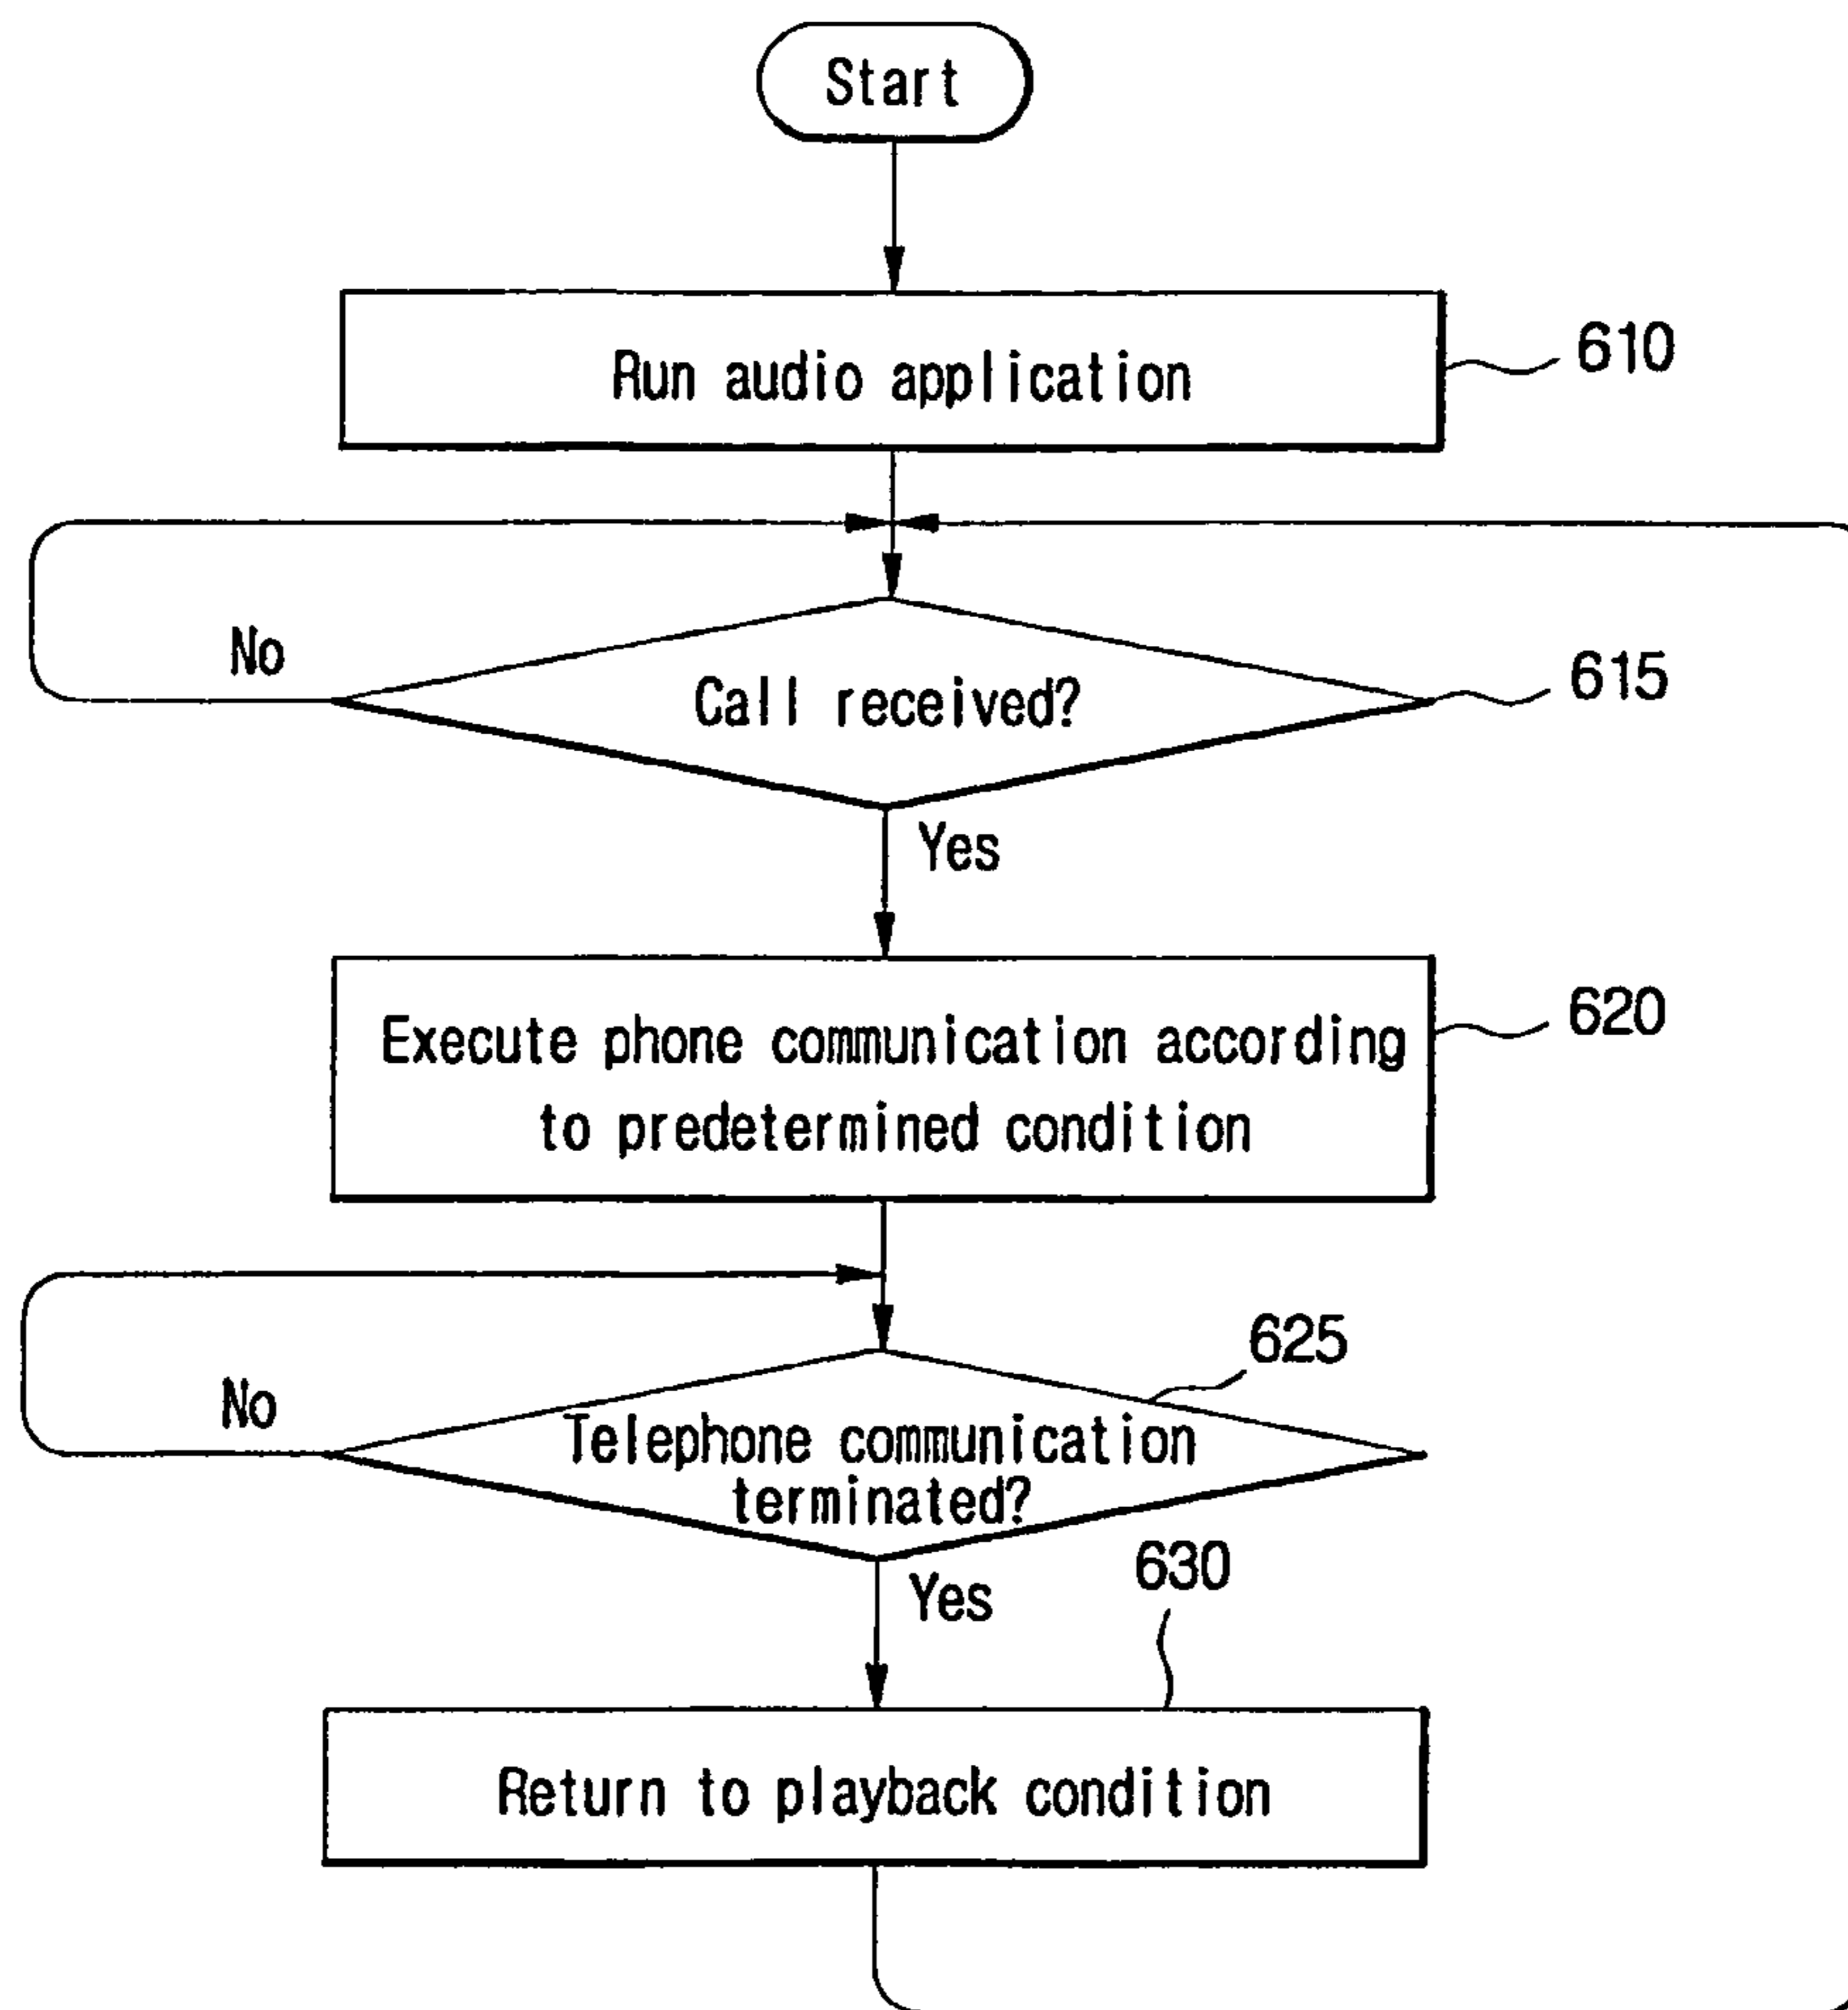 Start
Run audio application
610
No
Call received?
615
Yes
Execute phone communication according
to predetermined condition
620
625
No
Telephone communication
terminated?
630
Yes
Return to playback condition